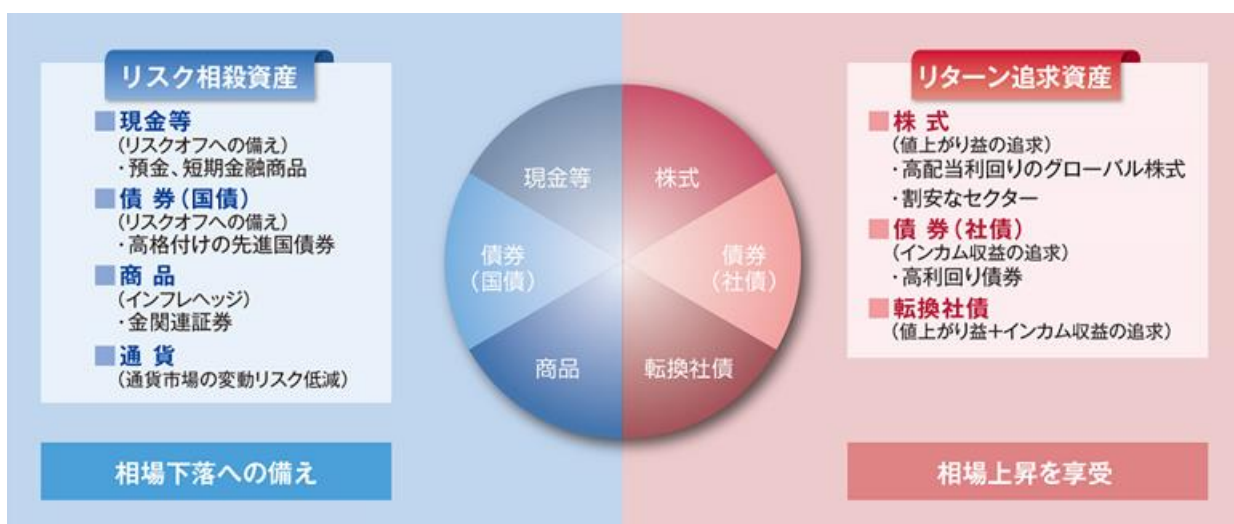 リスク相殺資産
■現金等
(リスクオフへの備え)
・預金、短期金融商品
■債 券(国債)
(リスクオフへの備え)
・高格付けの先進国債券
■商 品
(インフレヘッジ)
・金関連証券
■通 貨
(通貨市場の変動リスク低減)
相場下落への備え
現金等
株式
債券
(国債)
債券
(社債)
商品
転換社債
リターン追求資産
■株 式
(値上がり益の追求)
・高配当利回りのグローバル株式
・割安なセクター
■債 券(社債)
(インカム収益の追求)
・高利回り債券
■転換社債
(値上がり益+インカム収益の追求)
相場上昇を享受